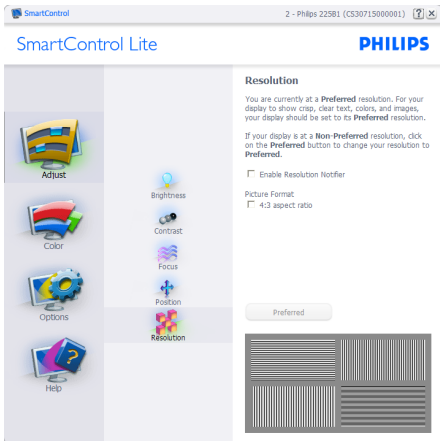 SmartControl
2 - Philips 225B1 (CS30715000001)
SmartControl Lite
PHILIPS
Adjust
Color
Options
Help
Brightness
Contrast
Focus
Position
Resolution
Resolution
You are currently at a Preferred resolution. For your
display to show crisp, clear text, colors, and images,
your display should be set to its Preferred resolution.
If your display is at a Non-Preferred resolution, click
on the Preferred button to change your resolution to
Preferred.
Enable Resolution Notifier
Picture Format
4:3 aspect ratio
Preferred